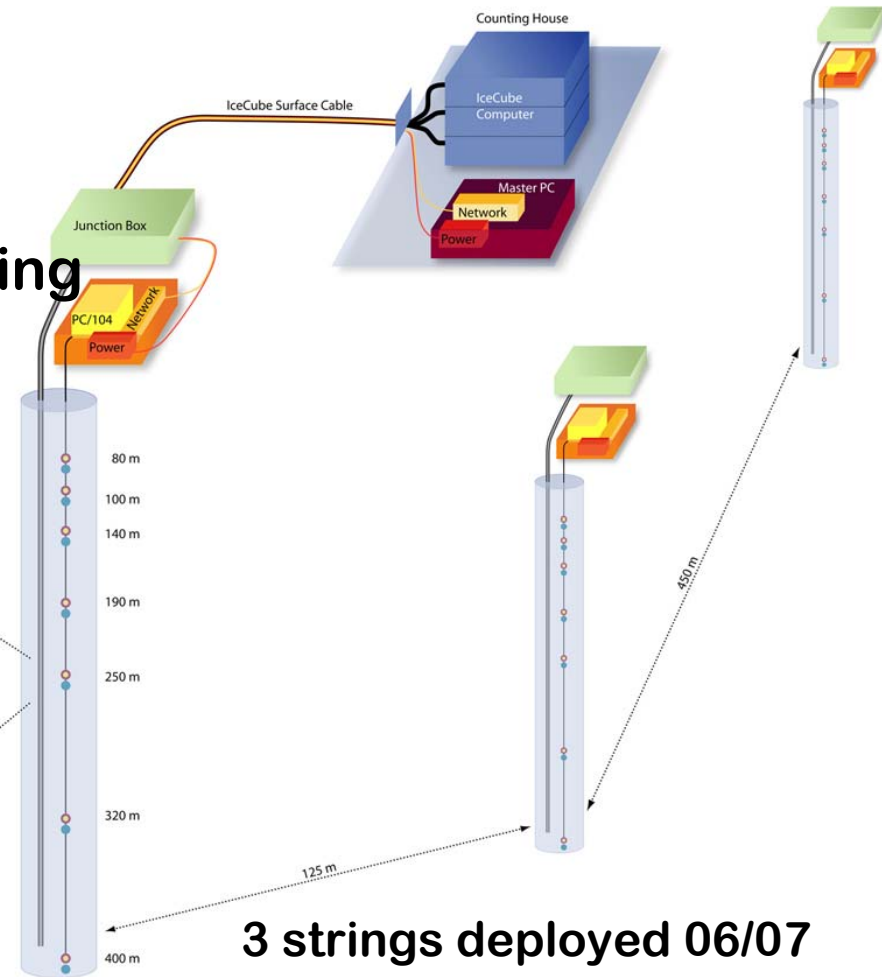 Counting House
IceCube Surface Cable
IceCube
Computer
Master PC
Network
Power
Junction Box
ing
PC/104
Network
Power
80 m
100 m
140 m
190 m
250 m
320 m
400 m
125 m
450 m
3 strings deployed 06/07